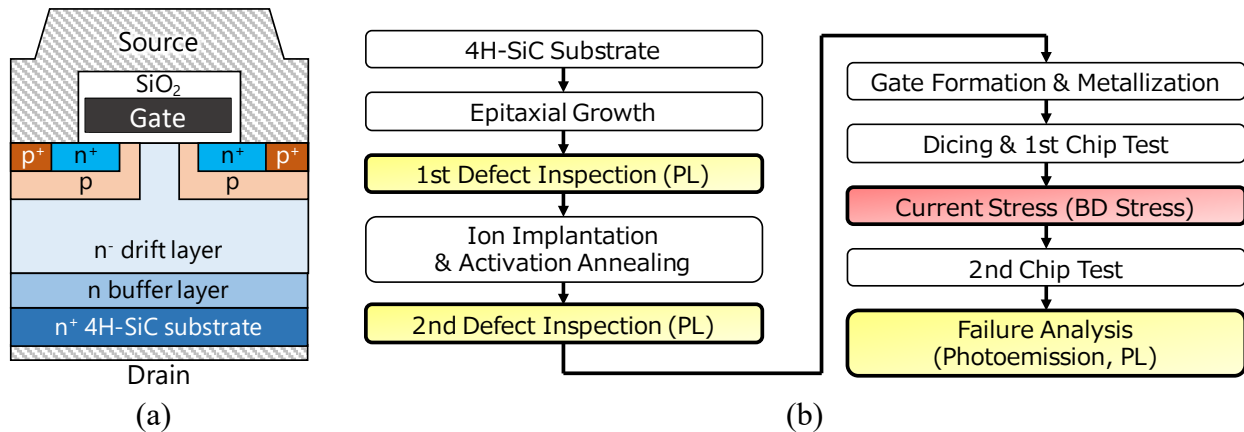 Source
SiO₂
Gate
p⁺ n⁺ n⁺ p⁺
p p
n⁻ drift layer
n buffer layer
n⁺ 4H-SiC substrate
Drain
(a)
4H-SiC Substrate
Epitaxial Growth
1st Defect Inspection (PL)
Ion Implantation
& Activation Annealing
2nd Defect Inspection (PL)
Gate Formation & Metallization
Dicing & 1st Chip Test
Current Stress (BD Stress)
2nd Chip Test
Failure Analysis
(Photoemission, PL)
(b)